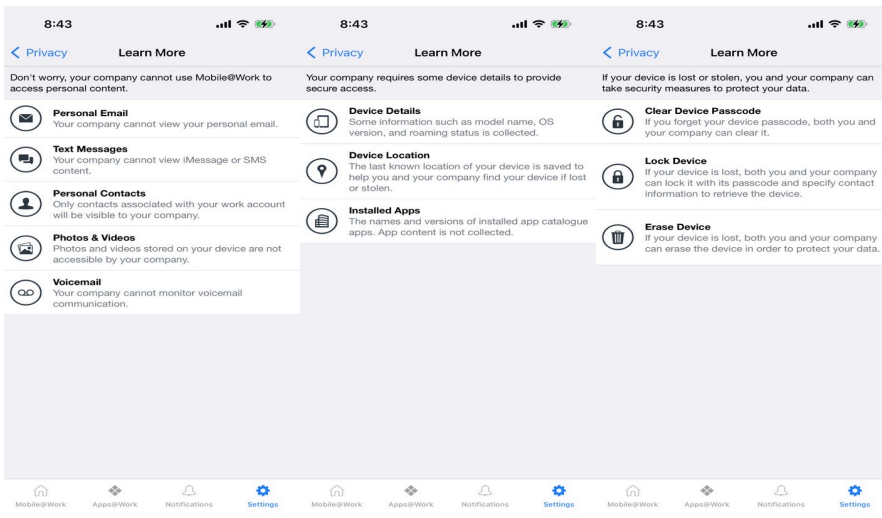 8:43
Privacy
Learn More
Don't worry, your company cannot use Mobile@Work to
access personal content.
Personal Email
Your company cannot view your personal email.
Text Messages
Your company cannot view iMessage or SMS
content.
Personal Contacts
Only contacts associated with your work account
will be visible to your company.
Photos & Videos
Photos and videos stored on your device are not
accessible by your company.
Voicemail
Your company cannot monitor voicemail
communication.
Mobile@Work
Apps@Work
Notifications
Settings
8:43
Privacy
Learn More
Your company requires some device details to provide
secure access.
Device Details
Some information such as model name, OS
version, and roaming status is collected.
Device Location
The last known location of your device is saved to
help you and your company find your device if lost
or stolen.
Installed Apps
The names and versions of installed app catalogue
apps. App content is not collected.
Mobile@Work
Apps@Work
Notifications
Settings
8:43
Privacy
Learn More
If your device is lost or stolen, you and your company can
take security measures to protect your data.
Clear Device Passcode
If you forget your device passcode, both you and
your company can clear it.
Lock Device
If your device is lost, both you and your company
can lock it with its passcode and specify contact
information to retrieve the device.
Erase Device
If your device is lost, both you and your company
can erase the device in order to protect your data.
Mobile@Work
Apps@Work
Notifications
Settings